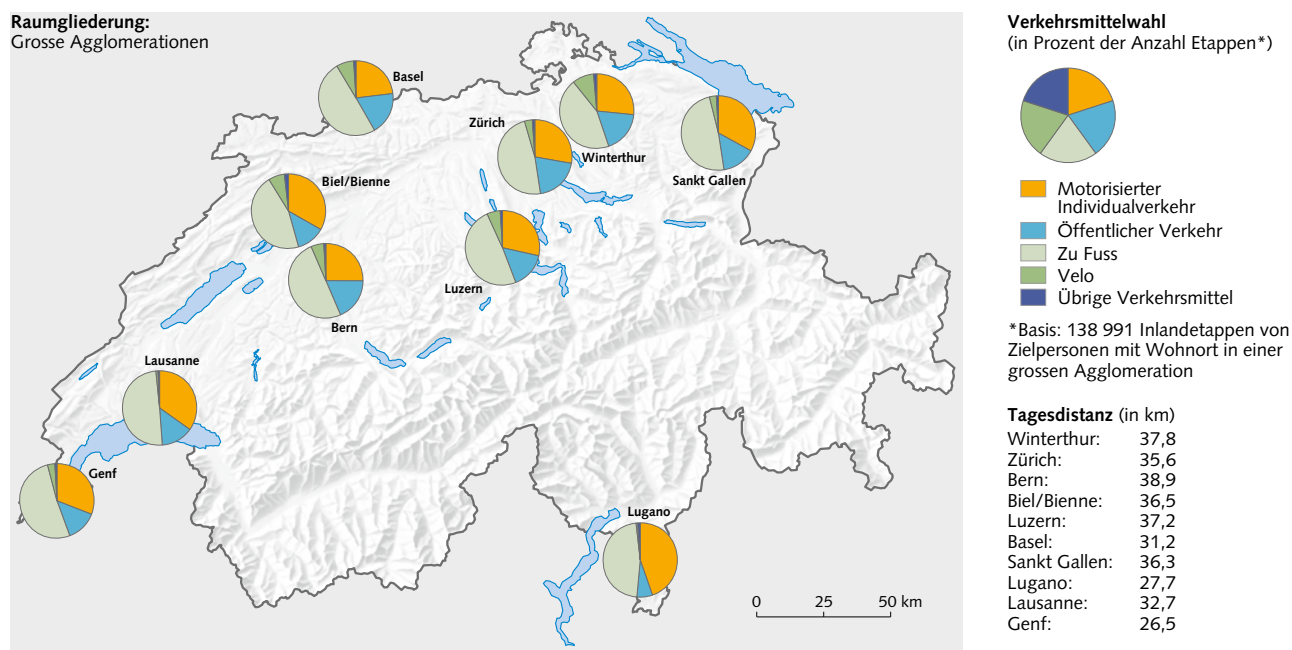 Raumgliederung:
Grosse Agglomerationen
Basel
Zürich
Winterthur
Sankt Gallen
Biel/Bienne
Luzern
Bern
Lausanne
Genf
Lugano
0 25 50 km
Verkehrsmittelwahl
(in Prozent der Anzahl Etappen*)
Motorisierter
Individualverkehr
Öffentlicher Verkehr
Zu Fuss
Velo
Übrige Verkehrsmittel
*Basis: 138 991 Inlandetappen von
Zielpersonen mit Wohnort in einer
grossen Agglomeration
Tagesdistanz (in km)
Winterthur: 37,8
Zürich: 35,6
Bern: 38,9
Biel/Bienne: 36,5
Luzern: 37,2
Basel: 31,2
Sankt Gallen: 36,3
Lugano: 27,7
Lausanne: 32,7
Genf: 26,5